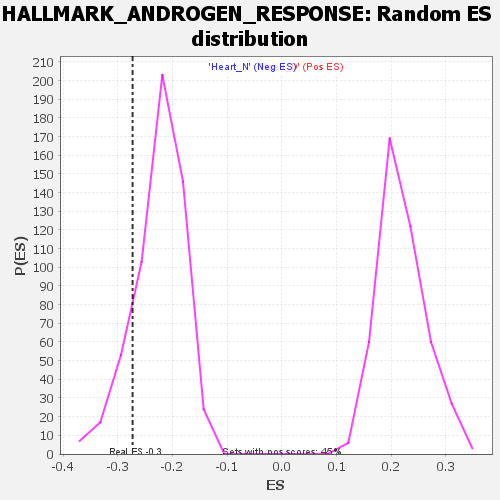 HALLMARK_ANDROGEN_RESPONSE: Random ES
distribution
'Heart_N' (Neg ES)
(Pos ES)
P(ES)
210
200
190
180
170
160
150
140
130
120
110
100
90
80
70
60
50
40
30
20
10
0
Real ES -0.3
Sets with pos scores: 45%
-0.4 -0.3 -0.2 -0.1 0.0 0.1 0.2 0.3
ES